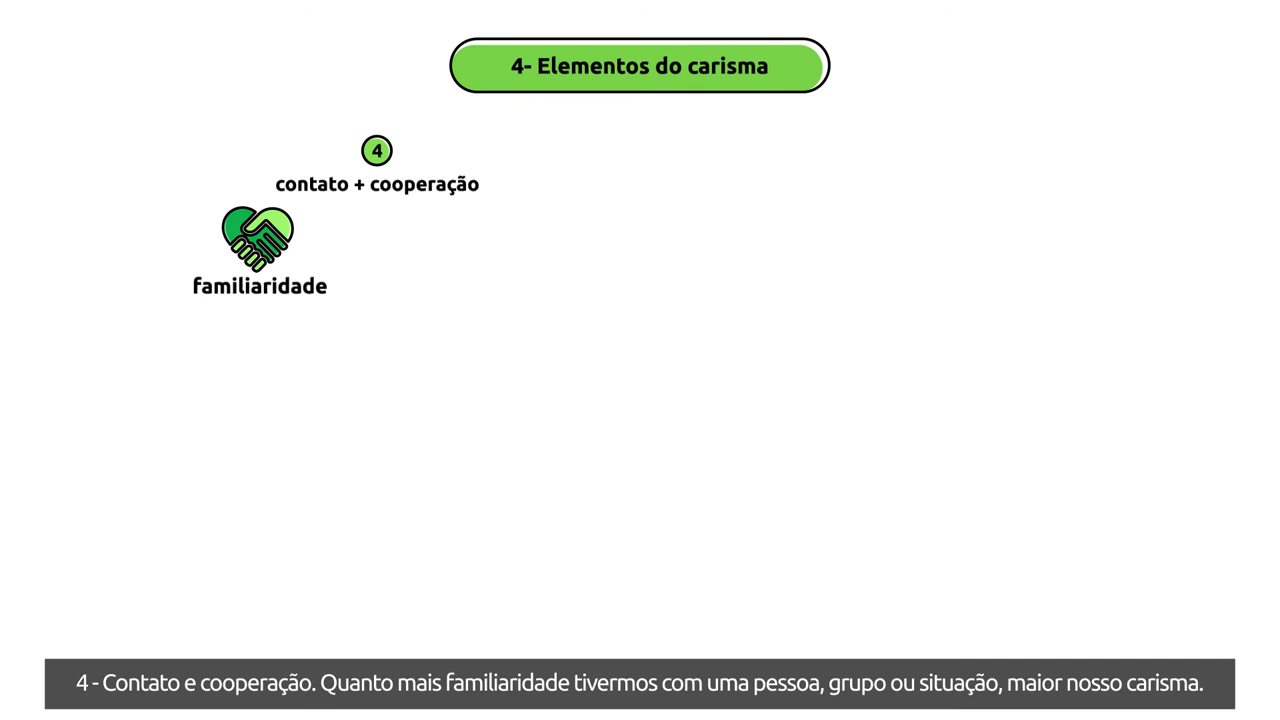 4- Elementos do carisma
4
contato + cooperação
familiaridade
4 - Contato e cooperação. Quanto mais familiaridade tivermos com uma pessoa, grupo ou situação, maior nosso carisma.